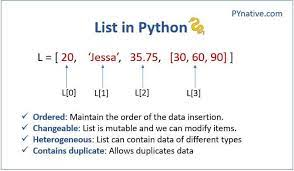 PYnative.com
List in Python
L = [ 20, ‘Jessa’, 35.75, [30, 60, 90] ]
L[0] L[1] L[2] L[3]
✓ Ordered: Maintain the order of the data insertion.
✓ Changeable: List is mutable and we can modify items.
✓ Heterogeneous: List can contain data of different types
✓ Contains duplicate: Allows duplicates data